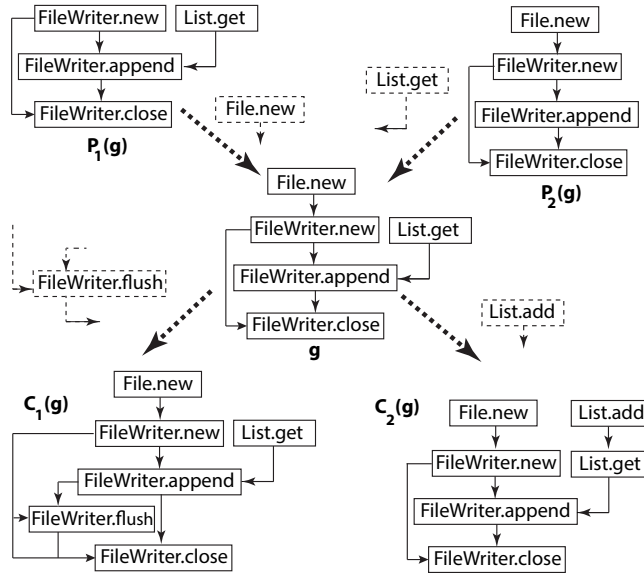 FileWriter.new
List.get
FileWriter.append
FileWriter.close
P1(g)
File.new
List.get
File.new
FileWriter.new
FileWriter.append
FileWriter.close
P2(g)
File.new
FileWriter.new
List.get
FileWriter.append
FileWriter.close
g
FileWriter.flush
List.add
C1(g)
File.new
FileWriter.new
List.get
FileWriter.append
FileWriter.flush
FileWriter.close
C2(g)
File.new
List.add
FileWriter.new
List.get
FileWriter.append
FileWriter.close